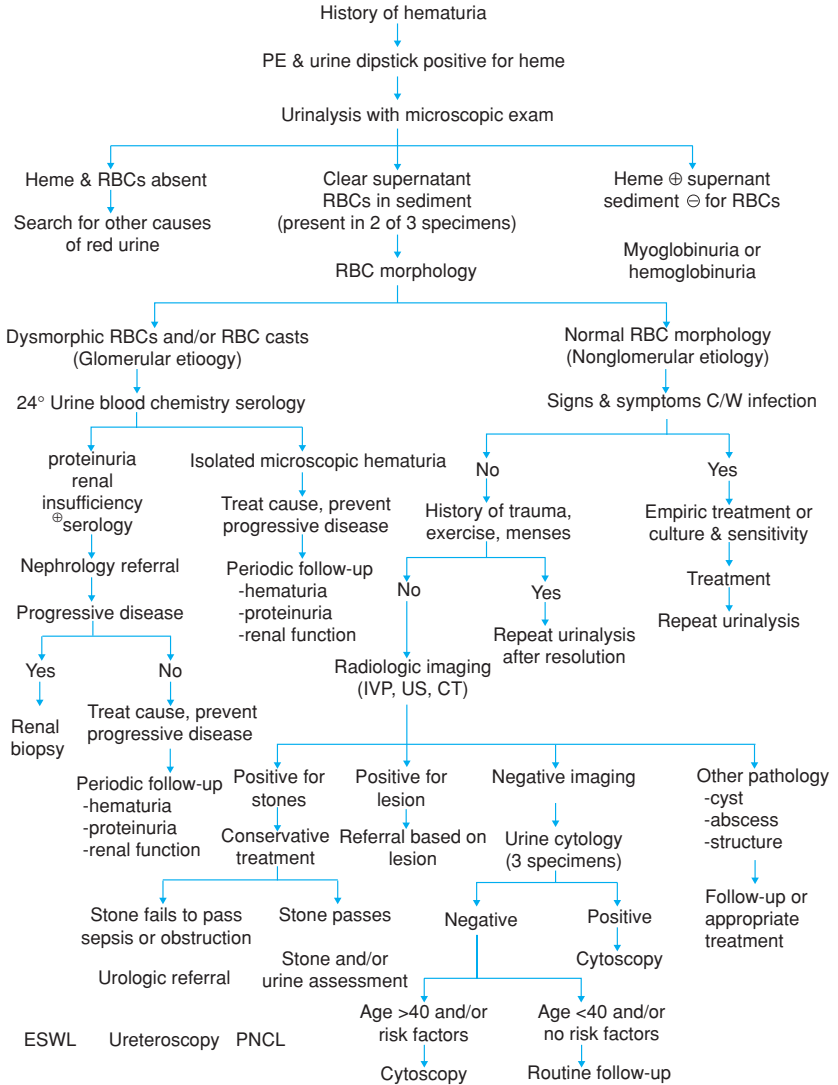 History of hematuria
PE & urine dipstick positive for heme
Urinalysis with microscopic exam
Heme & RBCs absent
Search for other causes
of red urine
Clear supernatant
RBCs in sediment
(present in 2 of 3 specimens)
RBC morphology
Heme ⊕ supernant
sediment ⊖ for RBCs
Myoglobinuria or
hemoglobinuria
Dysmorphic RBCs and/or RBC casts
(Glomerular etioogy)
24° Urine blood chemistry serology
proteinuria
renal
insufficiency
⊕serology
Nephrology referral
Progressive disease
Yes
Renal
biopsy
No
Treat cause, prevent
progressive disease
Periodic follow-up
-hematuria
-proteinuria
-renal function
Isolated microscopic hematuria
Treat cause, prevent
progressive disease
Periodic follow-up
-hematuria
-proteinuria
-renal function
Normal RBC morphology
(Nonglomerular etiology)
Signs & symptoms C/W infection
No
History of trauma,
exercise, menses
Yes
Empiric treatment or
culture & sensitivity
Treatment
Repeat urinalysis
No
Yes
Repeat urinalysis
after resolution
Radiologic imaging
(IVP, US, CT)
Positive for
stones
Conservative
treatment
Stone fails to pass
sepsis or obstruction
Urologic referral
ESWL
Ureteroscopy
PNCL
Stone passes
Stone and/or
urine assessment
Positive for
lesion
Referral based on
lesion
Negative imaging
Urine cytology
(3 specimens)
Negative
Positive
Cytoscopy
Age >40 and/or
risk factors
Cytoscopy
Age <40 and/or
no risk factors
Routine follow-up
Other pathology
-cyst
-abscess
-structure
Follow-up or
appropriate
treatment